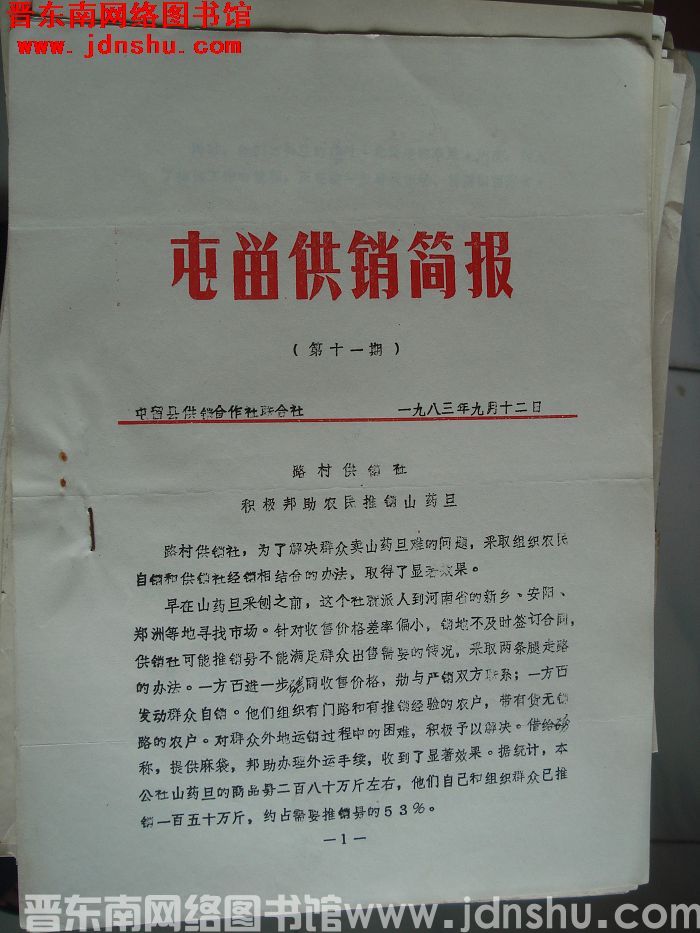 晋东南网络图书馆
www.jdnshu.com
屯畄供销简报
（第十一期）
屯留县供销合作社联合社 一九八三年九月十二日
路村供销社
积极邦助农民推销山药旦
路村供销社，为了解决群众卖山药旦难的问题，采取组织农民
自销和供销社经销相结合的办法，取得了显著效果。
早在山药旦采刨之前，这个社就派人到河南省的新乡、安阳、
郑洲等地寻找市场。针对收售价格差率偏小，销地不及时签订合同，
供销社可能推销量不能满足群众出售需要的情况，采取两条腿走路
的办法。一方面进一步磋商收售价格，勤与产销双方联系；一方面
发动群众自销。他们组织有门路和有推销经验的农户，带有货无销
路的农户。对群众外地运销过程中的困难，积极予以解决。借给磅
称，提供麻袋，邦助办理外运手续，收到了显著效果。据统计，本
公社山药旦的商品量二百八十万斤左右，他们自己和组织群众已推
销一百五十万斤，约占需要推销量的５３％。
—１—
晋东南网络图书馆www.jdnshu.com